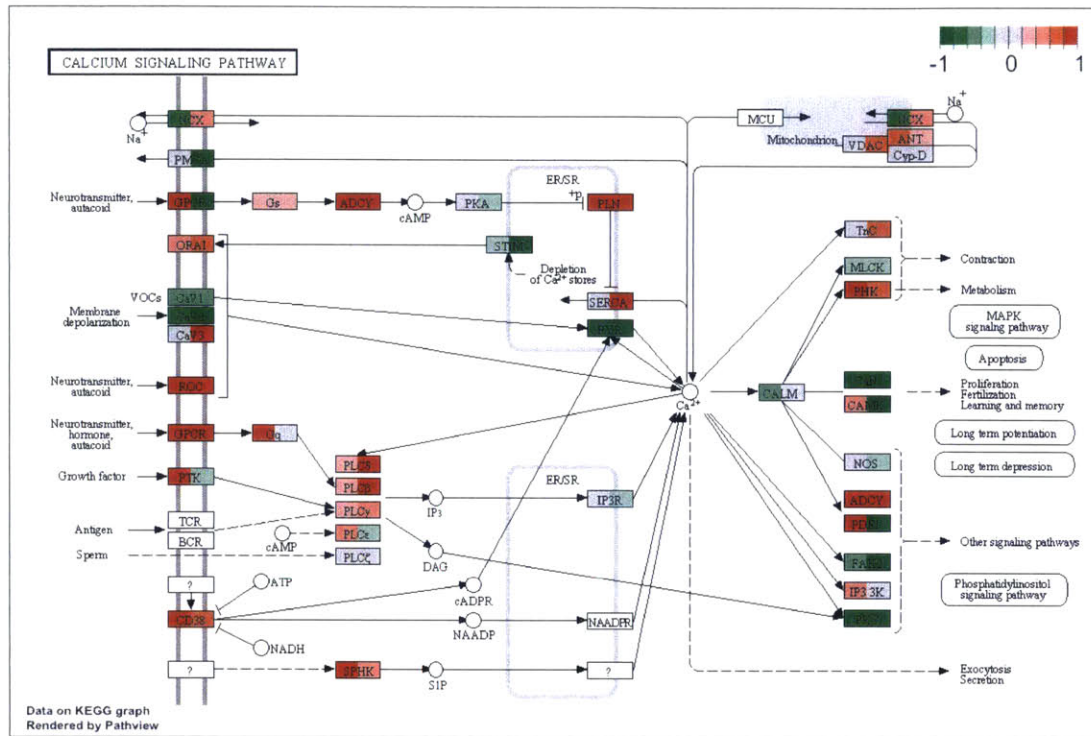 CALCIUM SIGNALING PATHWAY
-1 0 1
Na+
NCX
MCU
NCX
Na+
Mitochondrion
VDAC
ANT
Cyp-D
PMCA
Neurotransmitter,
autacoid
GPCR
Gs
ADCY
cAMP
PKA
ER/SR
+p
PLN
ORAI
STIM
Depletion
of Ca2+ stores
TnC
Contraction
MLCK
PHK
Metabolism
VOCs
CaV1
Membrane
depolarization
CaV3
SERCA
MAPK
signaling pathway
Apoptosis
Neurotransmitter,
autacoid
ROC
Ca2+
CALM
Proliferation
Fertilization
Learning and memory
Neurotransmitter,
hormone,
autacoid
GPCR
Gq
Long term potentiation
PLCδ
PLCβ
NOS
Long term depression
Growth factor
PTK
ER/SR
IP3
IP3R
ADCY
PLCγ
Antigen
TCR
BCR
cAMP
PLCε
Other signaling pathways
Sperm
PLCζ
DAG
?
ATP
cADPR
IP3 3K
Phosphatidylinositol
signaling pathway
CD38
NAADP
NAADPR
NADH
?
SPHK
S1P
?
Exocytosis
Secretion
Data on KEGG graph
Rendered by Pathview